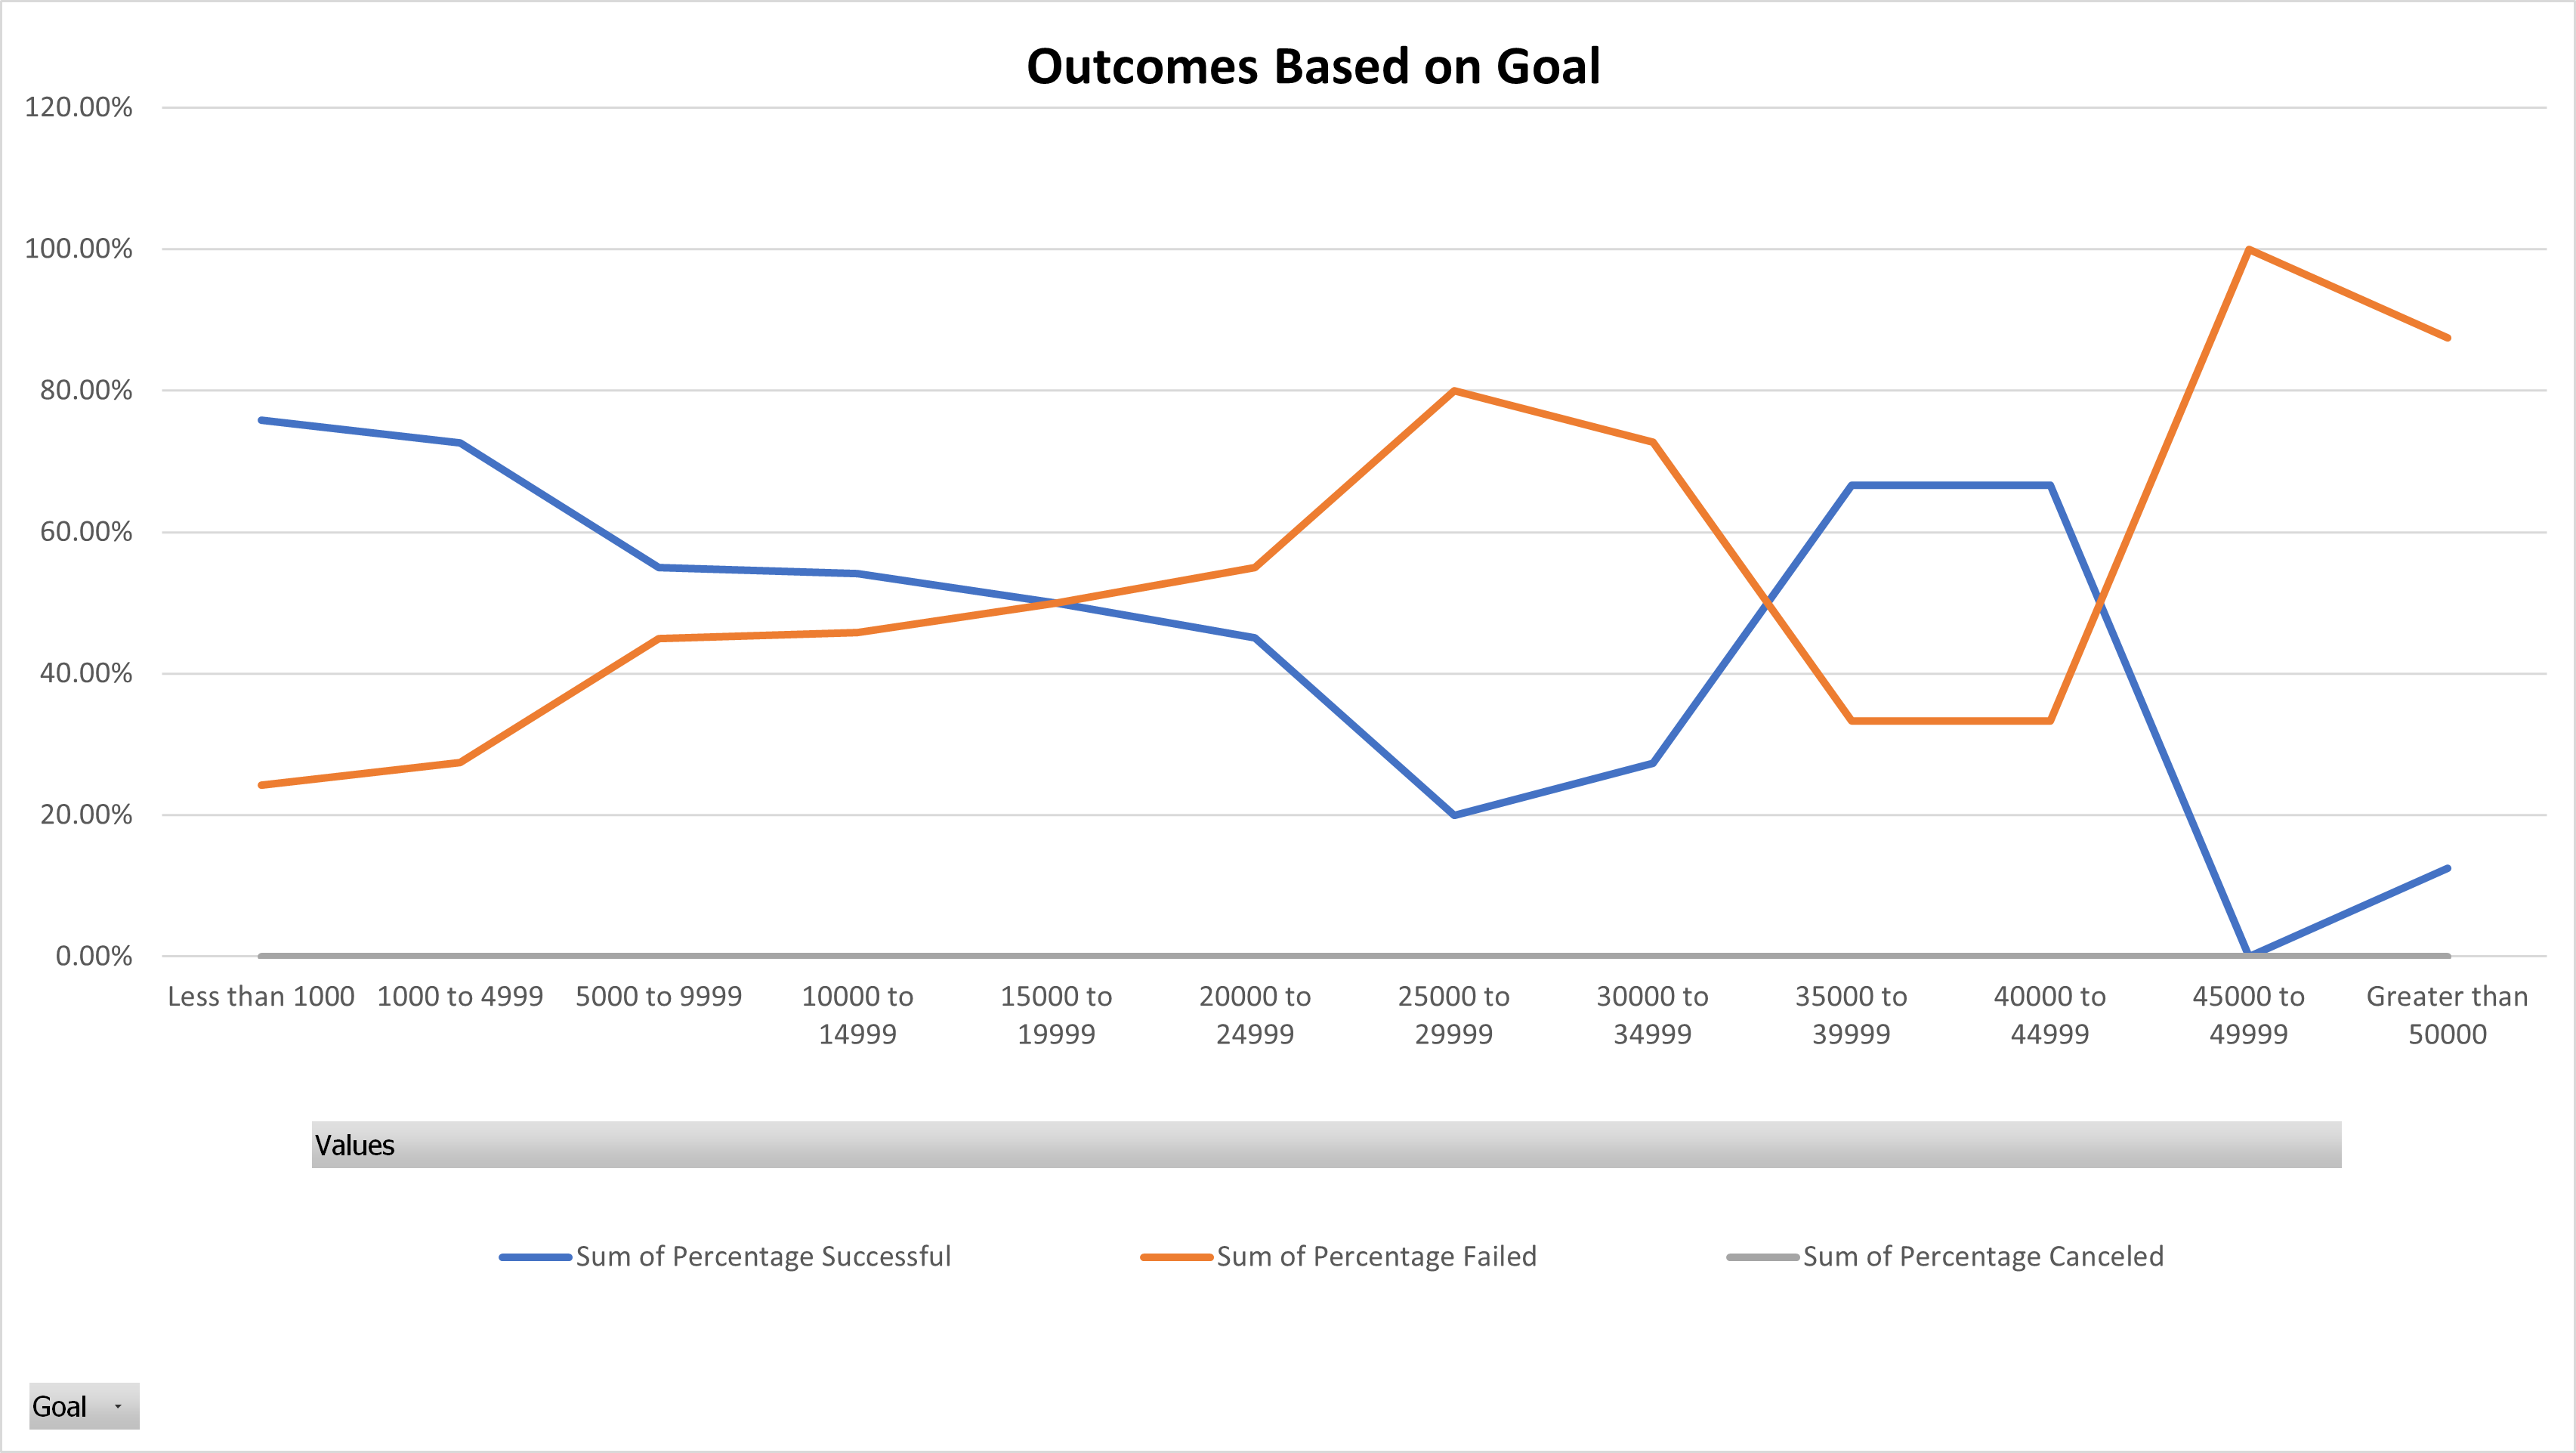 Outcomes Based on Goal
120.00%
100.00%
80.00%
60.00%
40.00%
20.00%
0.00%
Less than 1000
1000 to 4999
5000 to 9999
10000 to
14999
15000 to
19999
20000 to
24999
25000 to
29999
30000 to
34999
35000 to
39999
40000 to
44999
45000 to
49999
Greater than
50000
Values
Sum of Percentage Successful
Sum of Percentage Failed
Sum of Percentage Canceled
Goal